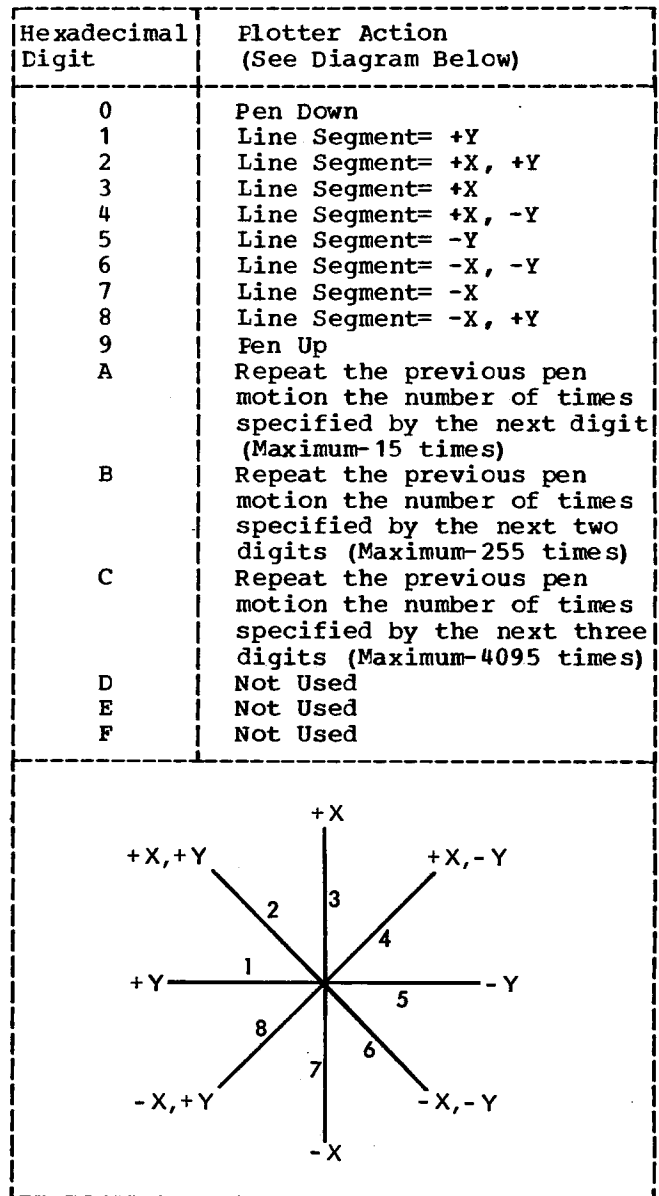 Hexadecimal Plotter Action
Digit (See Diagram Below)
0 Pen Down
1 Line Segment= +Y
2 Line Segment= +X, +Y
3 Line Segment= +X
4 Line Segment= +X, -Y
5 Line Segment= -Y
6 Line Segment= -X, -Y
7 Line Segment= -X
8 Line Segment= -X, +Y
9 Pen Up
A Repeat the previous pen
motion the number of times
specified by the next digit
(Maximum-15 times)
B Repeat the previous pen
motion the number of times
specified by the next two
digits (Maximum-255 times)
C Repeat the previous pen
motion the number of times
specified by the next three
digits (Maximum-4095 times)
D Not Used
E Not Used
F Not Used
+X
+X,+Y +X,-Y
3
2
4
1
+Y -Y
5
8
6
7
-X,+Y -X,-Y
-X